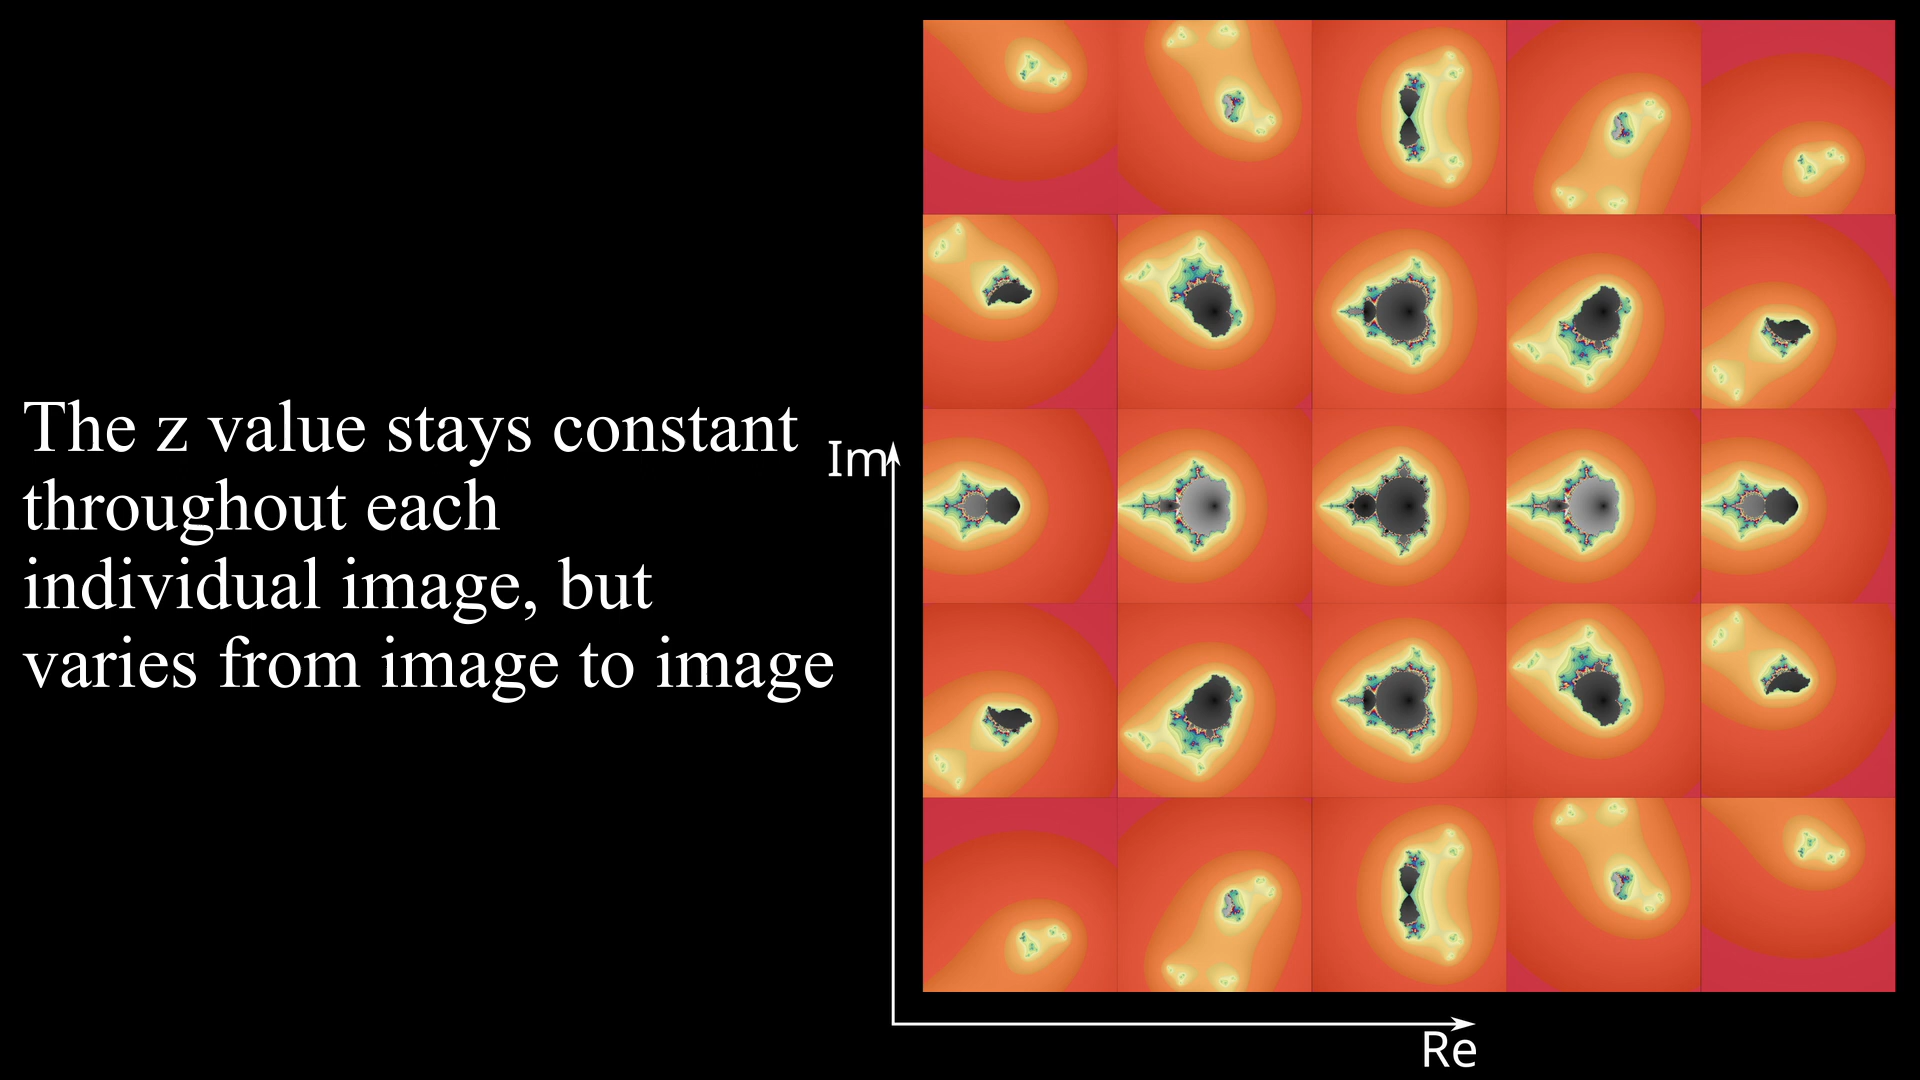 The z value stays constant
throughout each
individual image, but
varies from image to image
Im
Re